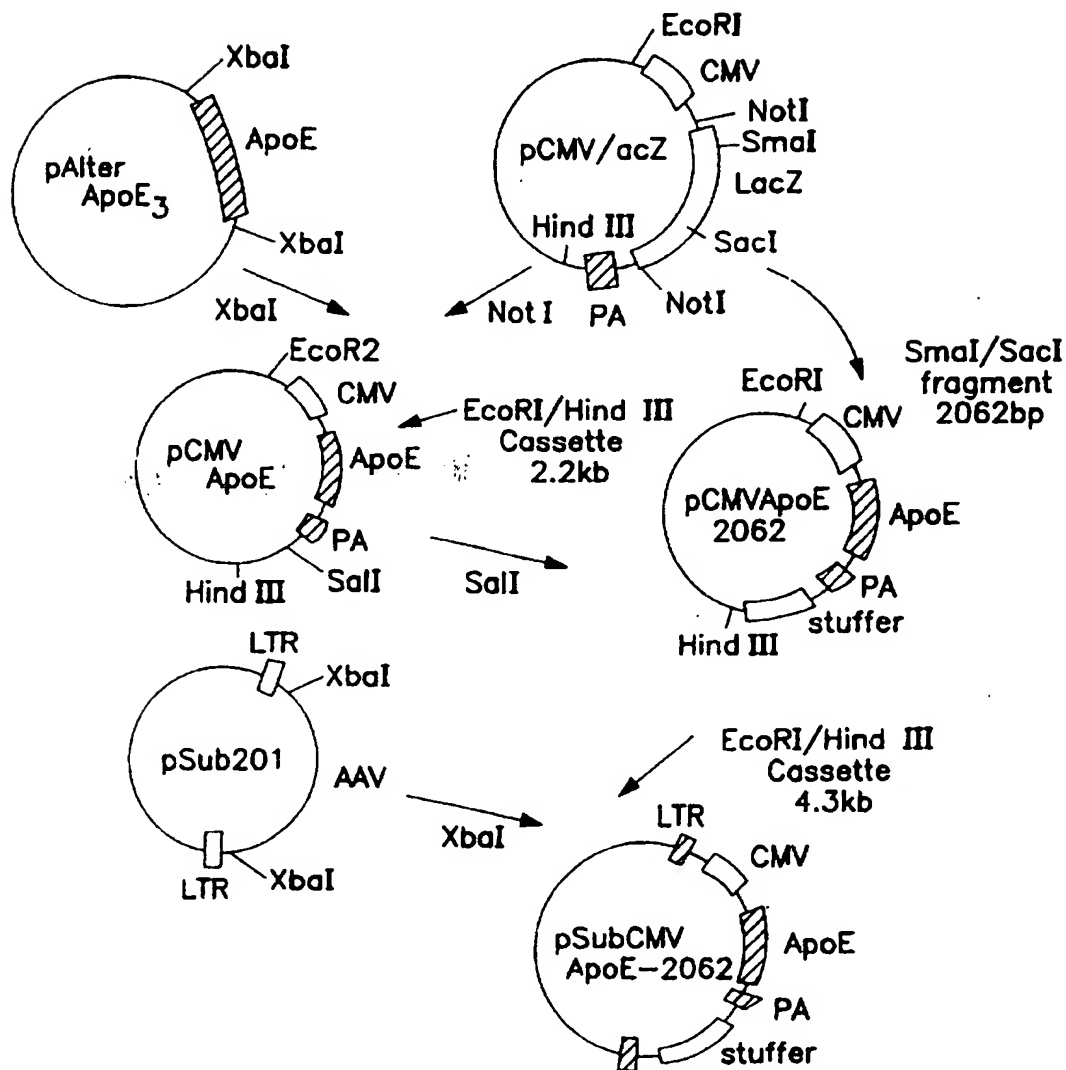 EcoRI
XbaI
CMV
NotI
ApoE
SmaI
pCMV/acZ
pAlter
LacZ
ApoE3
Hind III
XbaI
SacI
XbaI
Not I
PA
NotI
EcoR2
SmaI/SacI
fragment
2062bp
CMV
EcoRI
EcoRI/Hind III
Cassette
2.2kb
CMV
pCMV
ApoE
ApoE
pCMVApoE
2062
ApoE
PA
SalI
SalI
Hind III
PA
stuffer
Hind III
LTR
XbaI
pSub201
AAV
EcoRI/Hind III
Cassette
4.3kb
XbaI
LTR
CMV
LTR
XbaI
pSubCMV
ApoE-2062
ApoE
PA
stuffer